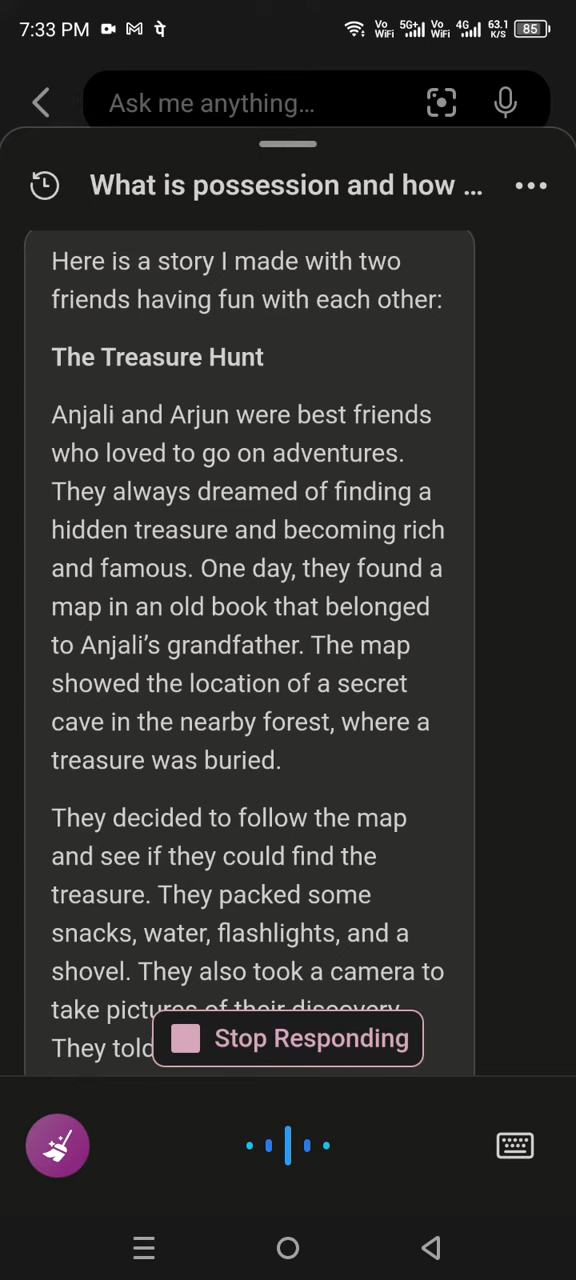 7:33 PM पे Vo WiFi 5G+ Vo WiFi 4G 63.1 K/S 85
Ask me anything...
What is possession and how ...
Here is a story I made with two
friends having fun with each other:
The Treasure Hunt
Anjali and Arjun were best friends
who loved to go on adventures.
They always dreamed of finding a
hidden treasure and becoming rich
and famous. One day, they found a
map in an old book that belonged
to Anjali’s grandfather. The map
showed the location of a secret
cave in the nearby forest, where a
treasure was buried.
They decided to follow the map
and see if they could find the
treasure. They packed some
snacks, water, flashlights, and a
shovel. They also took a camera to
take pictures of their discovery.
They told
Stop Responding